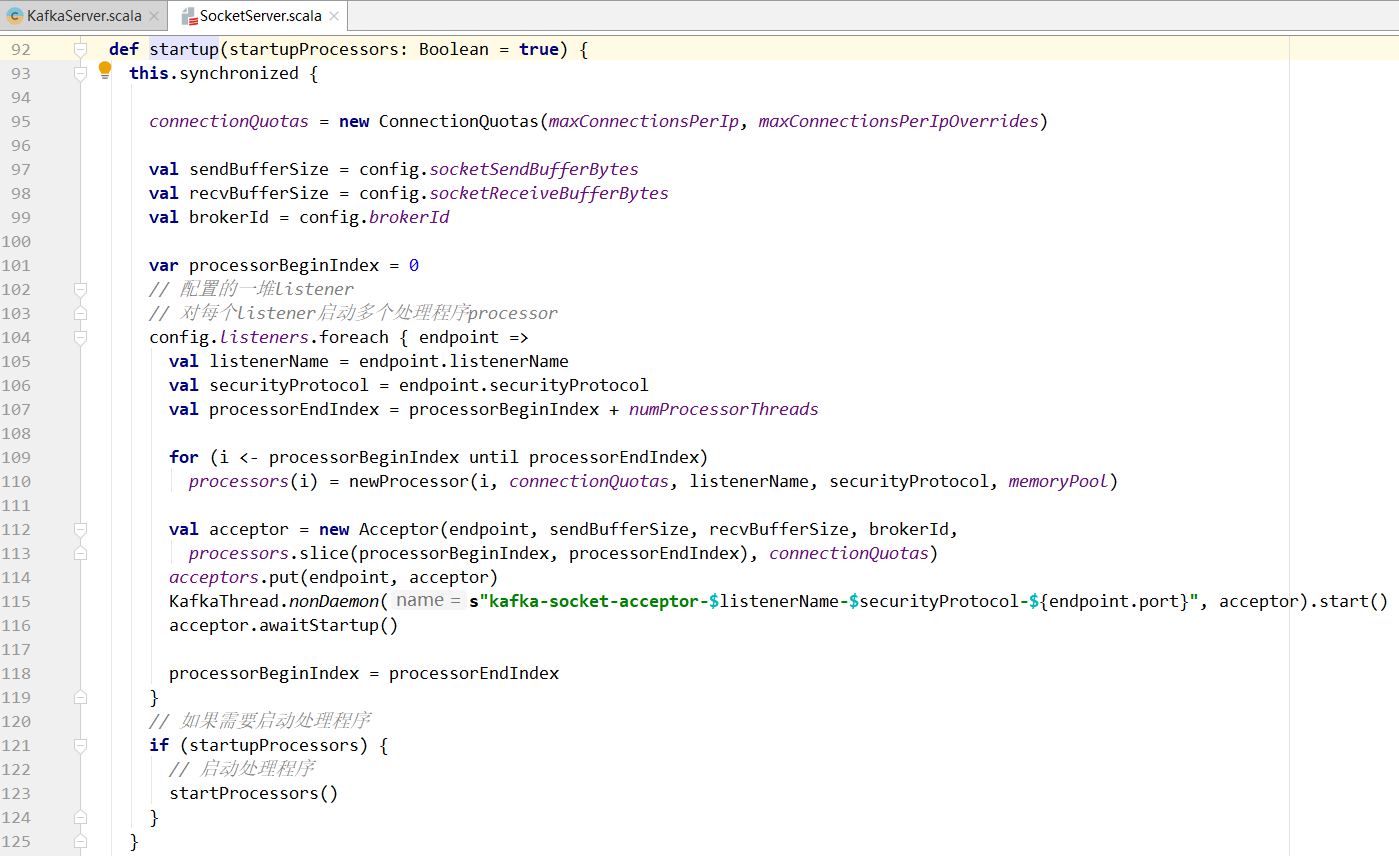 KafkaServer.scala SocketServer.scala
92 def startup(startupProcessors: Boolean = true) {
93 this.synchronized {
94
95 connectionQuotas = new ConnectionQuotas(maxConnectionsPerIp, maxConnectionsPerIpOverrides)
96
97 val sendBufferSize = config.socketSendBufferBytes
98 val recvBufferSize = config.socketReceiveBufferBytes
99 val brokerId = config.brokerId
100
101 var processorBeginIndex = 0
102 // 配置的一堆listener
103 // 对每个listener启动多个处理程序processor
104 config.listeners.foreach { endpoint =>
105 val listenerName = endpoint.listenerName
106 val securityProtocol = endpoint.securityProtocol
107 val processorEndIndex = processorBeginIndex + numProcessorThreads
108
109 for (i <- processorBeginIndex until processorEndIndex)
110 processors(i) = newProcessor(i, connectionQuotas, listenerName, securityProtocol, memoryPool)
111
112 val acceptor = new Acceptor(endpoint, sendBufferSize, recvBufferSize, brokerId,
113 processors.slice(processorBeginIndex, processorEndIndex), connectionQuotas)
114 acceptors.put(endpoint, acceptor)
115 KafkaThread.nonDaemon( name = s"kafka-socket-acceptor-$listenerName-$securityProtocol-${endpoint.port}", acceptor).start()
116 acceptor.awaitStartup()
117
118 processorBeginIndex = processorEndIndex
119 }
120 // 如果需要启动处理程序
121 if (startupProcessors) {
122 // 启动处理程序
123 startProcessors()
124 }
125 }